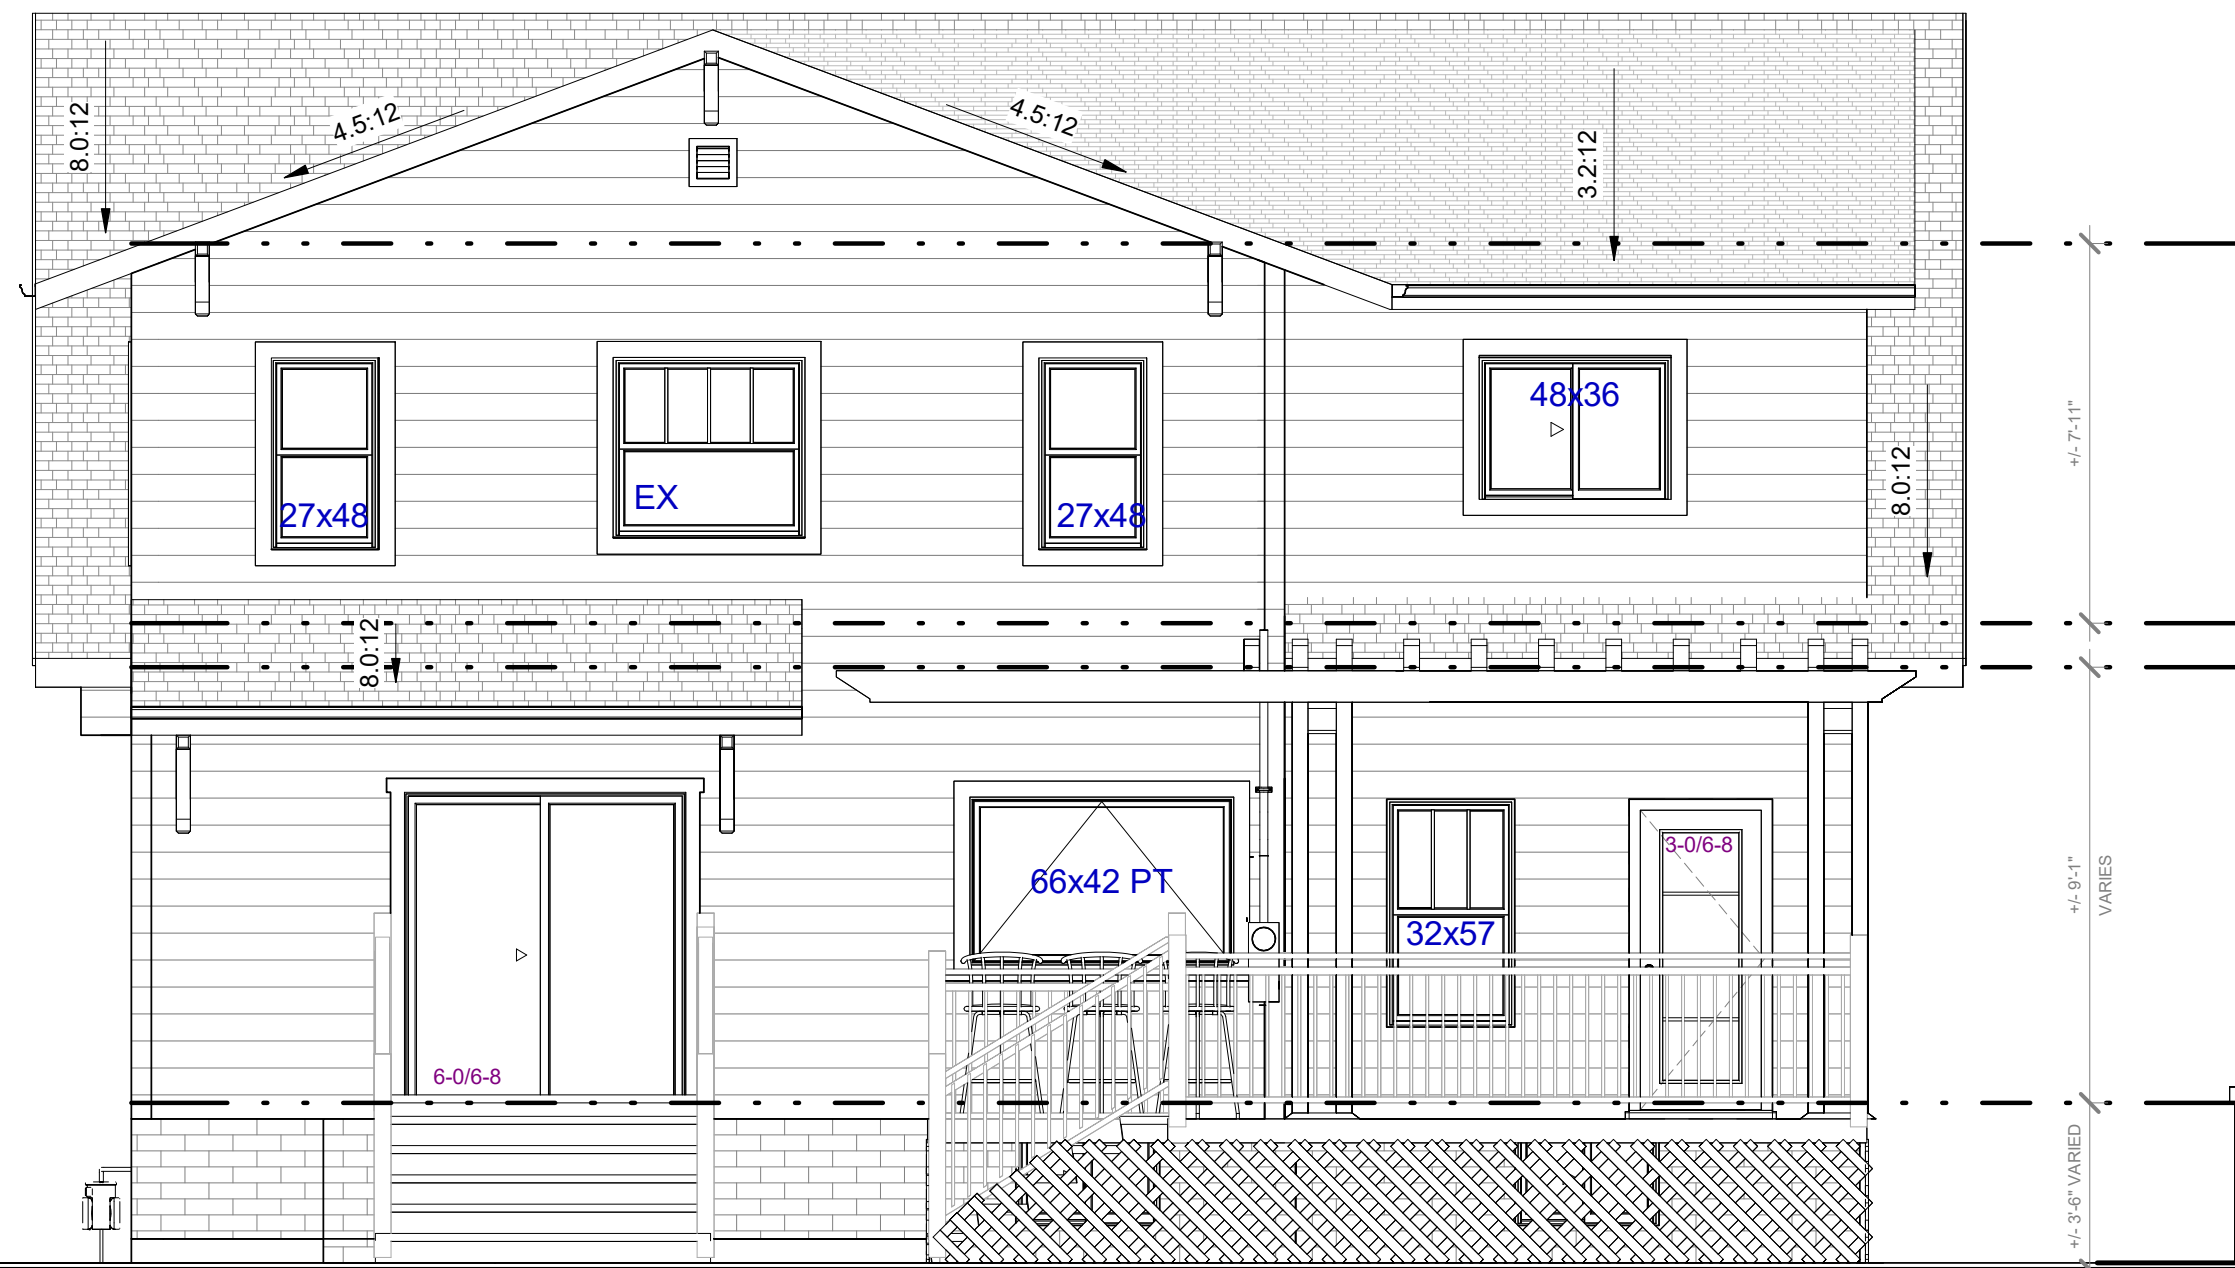 8.0:12
4.5:12
4.5:12
3.2:12
27x48
EX
27x48
48x36
8.0:12
+/- 7'-11"
8.0:12
66x42 PT
32x57
3-0/6-8
6-0/6-8
+/- 9'-1"
VARIES
+/- 3'-6" VARIED